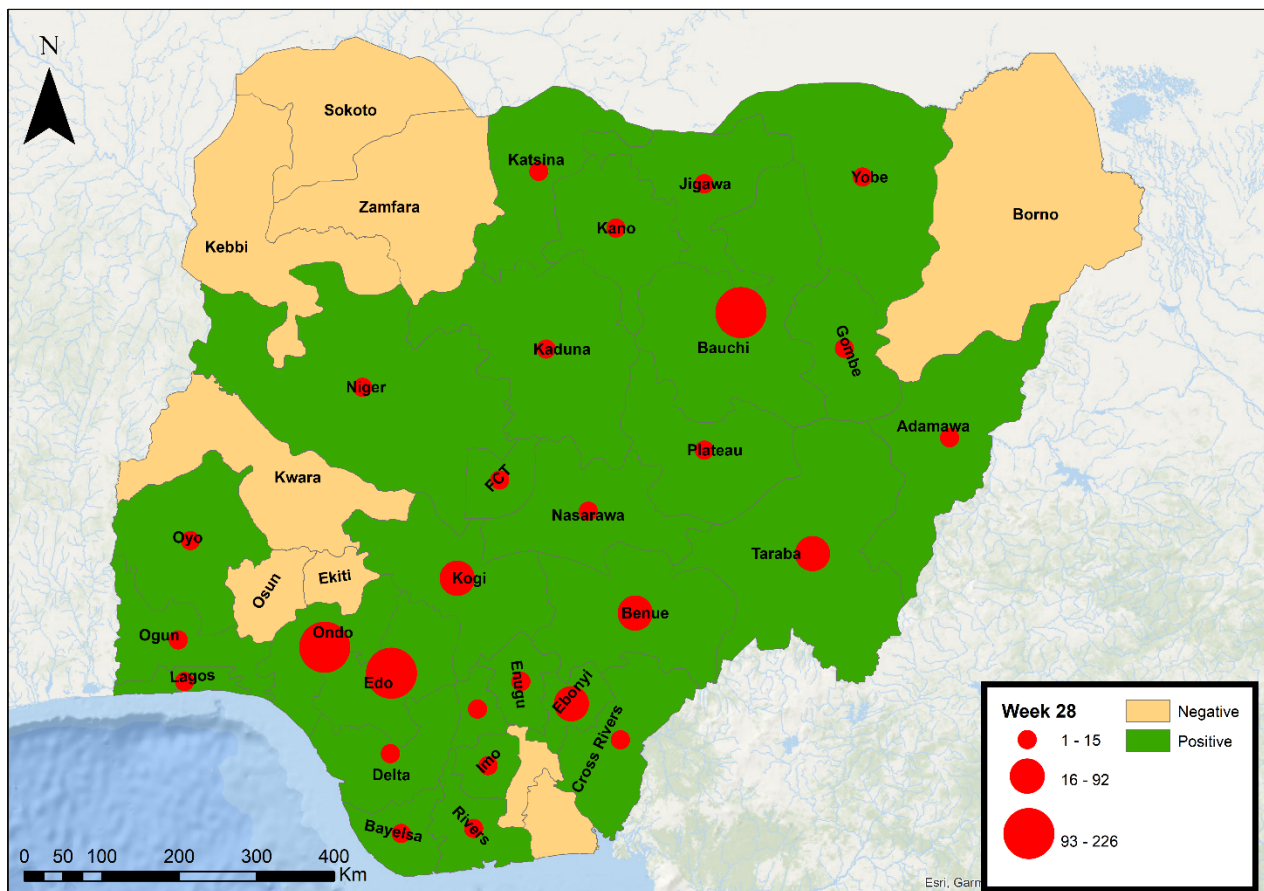 N
Sokoto
Katsina
Jigawa
Yobe
Zamfara
Borno
Kano
Kebbi
Kaduna
Bauchi
Gombe
Niger
Adamawa
Plateau
Kwara
FCT
Nasarawa
Oyo
Taraba
Osun
Ekiti
Kogi
Benue
Ogun
Ondo
Lagos
Edo
Enugu
Ebonyi
Cross Rivers
Imo
Delta
Bayelsa
Rivers
Week 28
1 - 15
16 - 92
93 - 226
Negative
Positive
0 50 100 200 300 400
Km
Esri, Garm